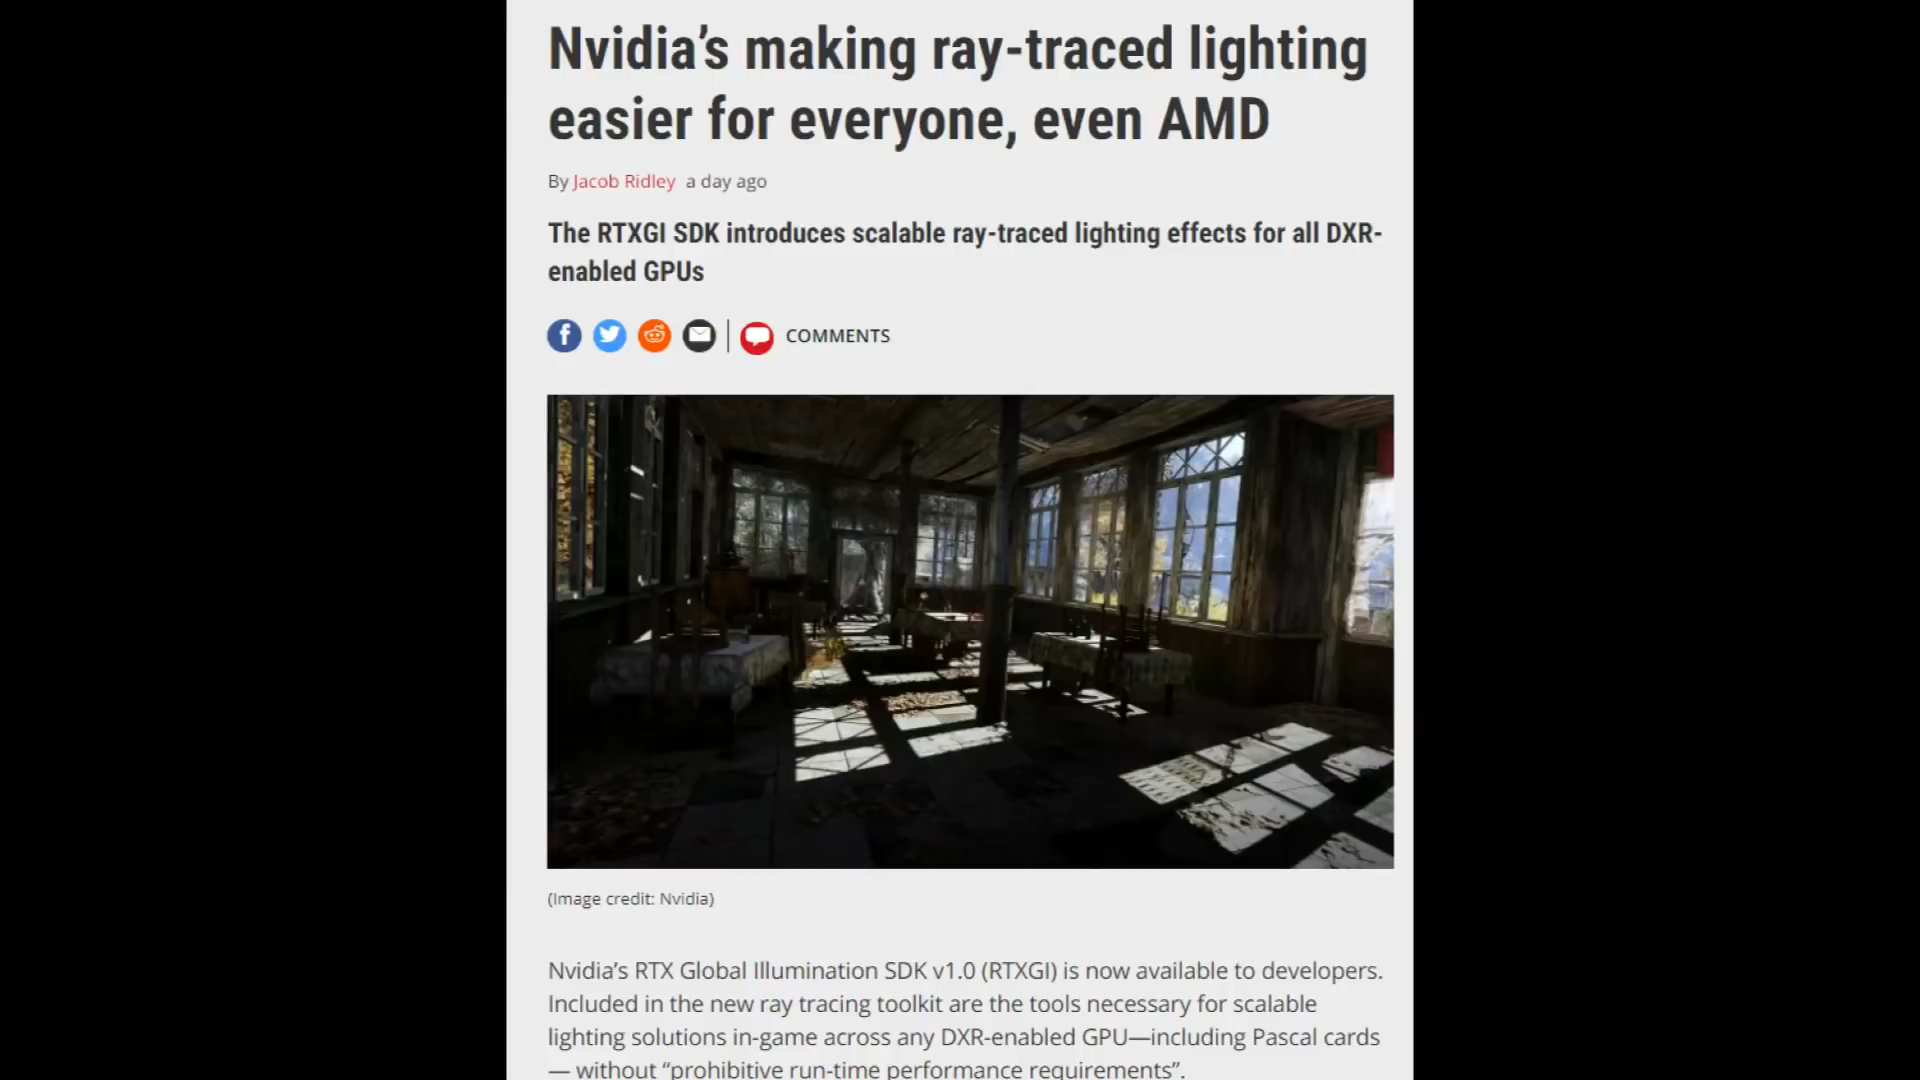 Nvidia’s making ray-traced lighting
easier for everyone, even AMD
By Jacob Ridley a day ago
The RTXGI SDK introduces scalable ray-traced lighting effects for all DXR-
enabled GPUs
COMMENTS
(Image credit: Nvidia)
Nvidia’s RTX Global Illumination SDK v1.0 (RTXGI) is now available to developers.
Included in the new ray tracing toolkit are the tools necessary for scalable
lighting solutions in-game across any DXR-enabled GPU—including Pascal cards
— without “prohibitive run-time performance requirements”.